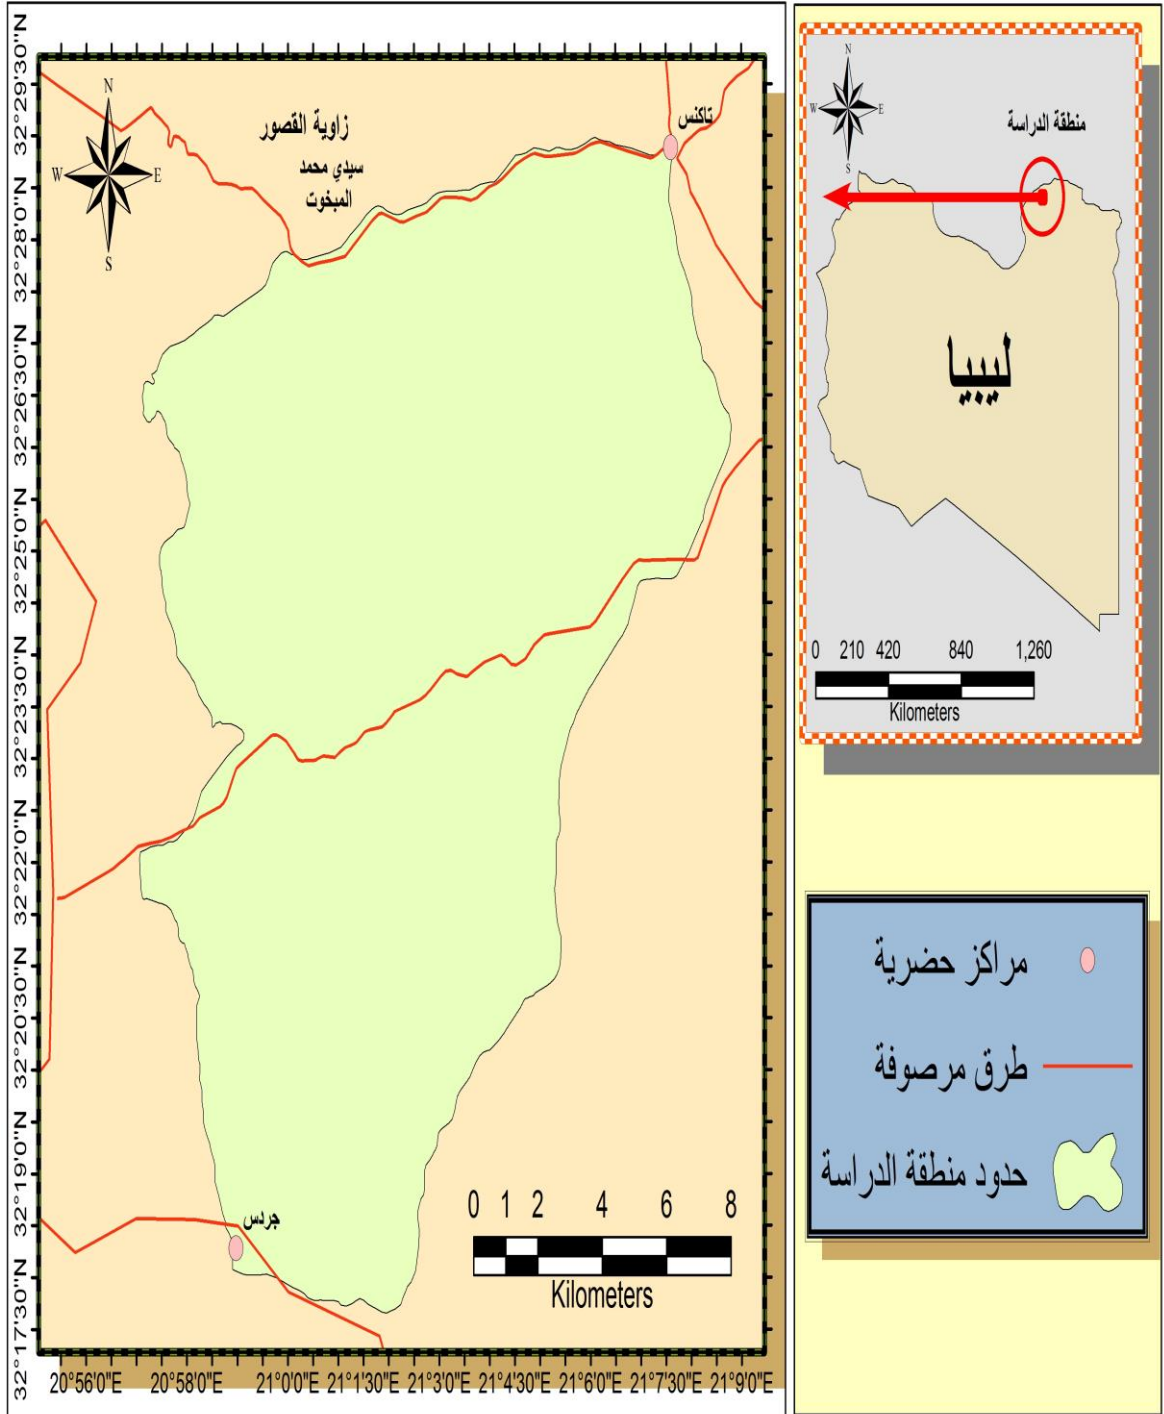 N
W
E
S
زاوية القصور
سيدي محمد
المبخوت
تاكنس
جردس
32°29'30"N
32°28'0"N
32°26'30"N
32°25'0"N
32°23'30"N
32°22'0"N
32°20'30"N
32°19'0"N
32°17'30"N
20°56'0"E 20°58'0"E 21°0'0"E 21°1'30"E 21°3'0"E 21°4'30"E 21°6'0"E 21°7'30"E 21°9'0"E
0 1 2 4 6 8
Kilometers
N
W
E
S
منطقة الدراسة
ليبيا
0 210 420 840 1,260
Kilometers
مراكز حضرية
طرق مرصوفة
حدود منطقة الدراسة